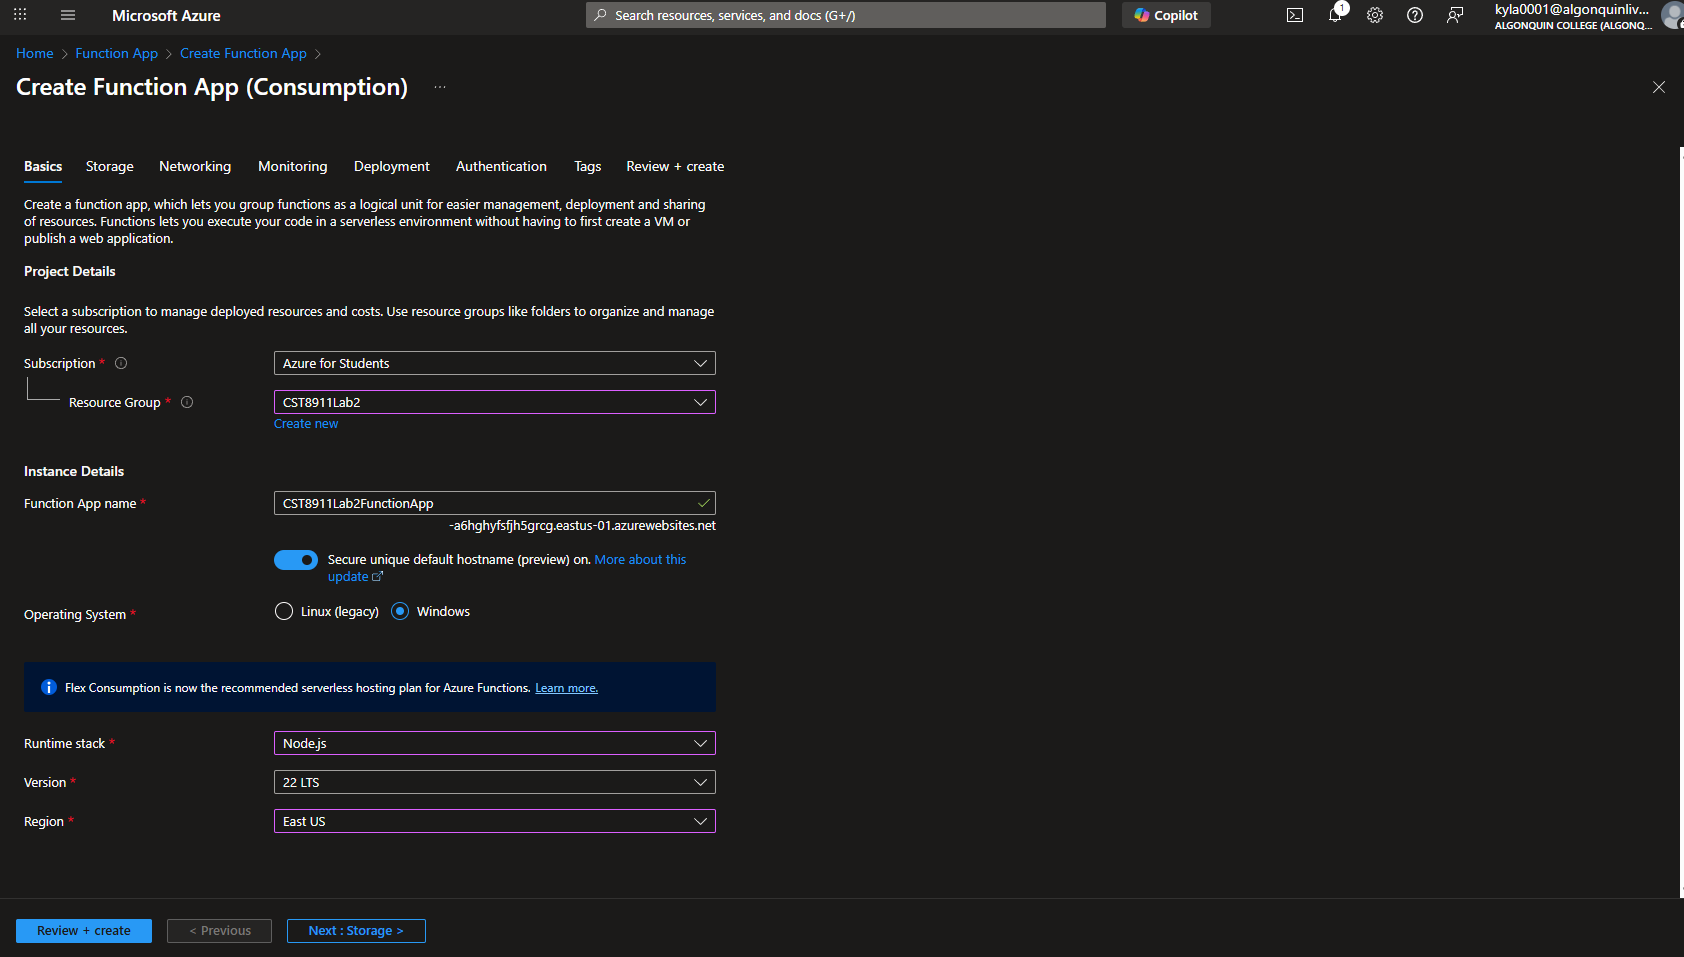 Microsoft Azure
Search resources, services, and docs (G+/)
Copilot
1
kyla0001@algonquinliv...
ALGONQUIN COLLEGE (ALGONQ...
Home > Function App > Create Function App >
Create Function App (Consumption) ...
Basics Storage Networking Monitoring Deployment Authentication Tags Review + create
Create a function app, which lets you group functions as a logical unit for easier management, deployment and sharing
of resources. Functions lets you execute your code in a serverless environment without having to first create a VM or
publish a web application.
Project Details
Select a subscription to manage deployed resources and costs. Use resource groups like folders to organize and manage
all your resources.
Subscription * Azure for Students
Resource Group * CST8911Lab2
Create new
Instance Details
Function App name * CST8911Lab2FunctionApp
-a6hghyfsfjh5grcg.eastus-01.azurewebsites.net
Secure unique default hostname (preview) on. More about this
update
Operating System * Linux (legacy) Windows
Flex Consumption is now the recommended serverless hosting plan for Azure Functions. Learn more.
Runtime stack * Node.js
Version * 22 LTS
Region * East US
Review + create < Previous Next : Storage >